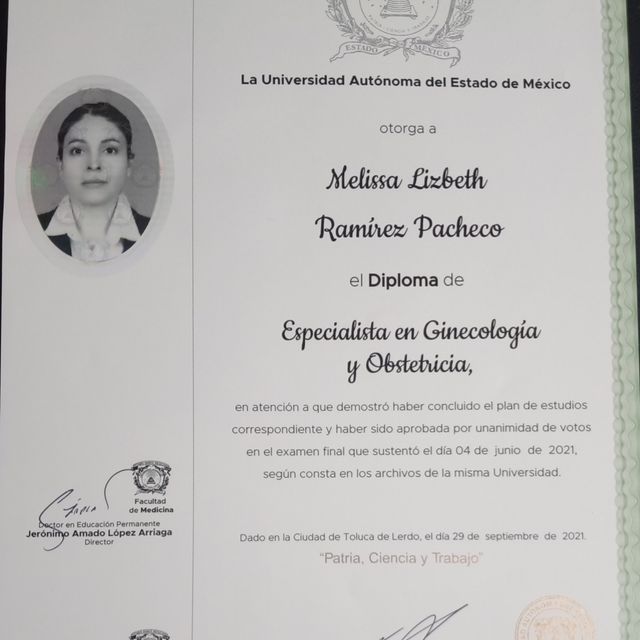 ESTADO DE MÉXICO
La Universidad Autónoma del Estado de México
otorga a
Melissa Lizbeth
Ramírez Pacheco
el Diploma de
Especialista en Ginecología
y Obstetricia,
en atención a que demostró haber concluido el plan de estudios
correspondiente y haber sido aprobada por unanimidad de votos
en el examen final que sustentó el día 04 de junio de 2021,
según consta en los archivos de la misma Universidad.
Facultad
de Medicina
Doctor en Educación Permanente
Jerónimo Amado López Arriaga
Director
Dado en la Ciudad de Toluca de Lerdo, el día 29 de septiembre de 2021.
"Patria, Ciencia y Trabajo"